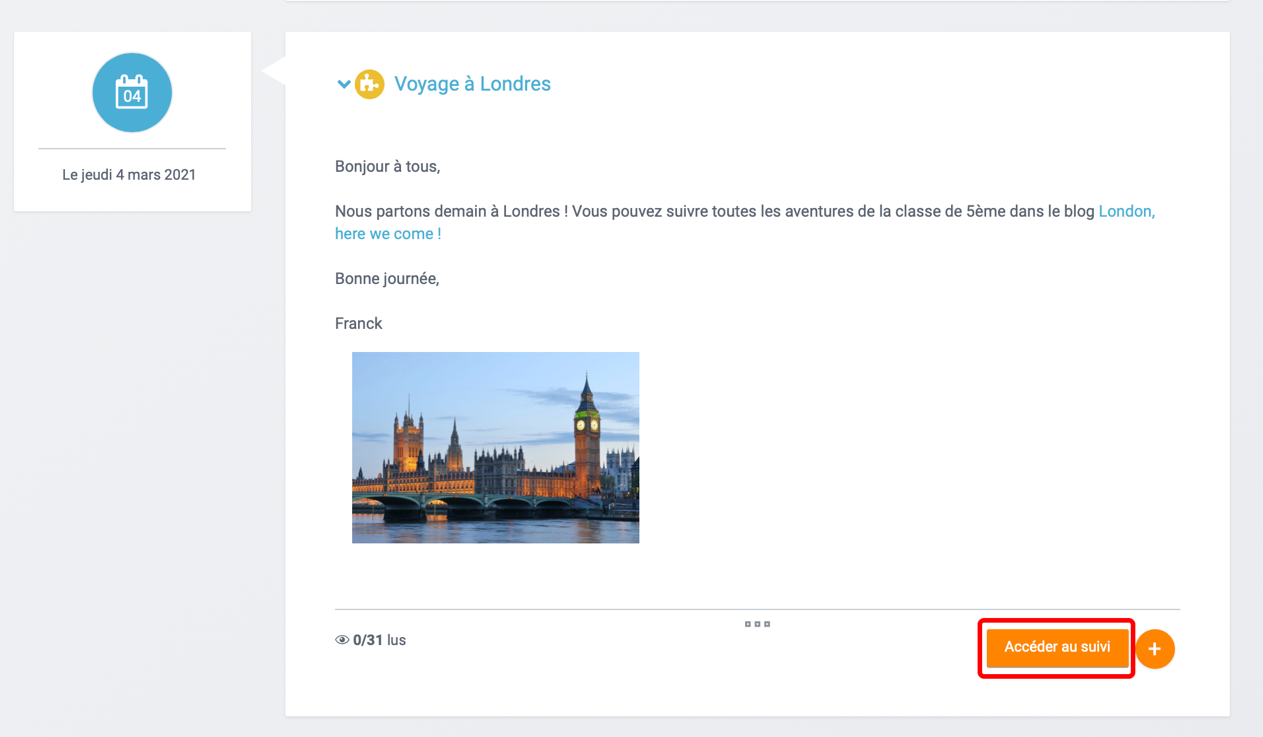 04
Le jeudi 4 mars 2021
Voyage à Londres
Bonjour à tous,
Nous partons demain à Londres ! Vous pouvez suivre toutes les aventures de la classe de 5ème dans le blog London,
here we come !
Bonne journée,
Franck
0/31 lus
Accéder au suivi
+